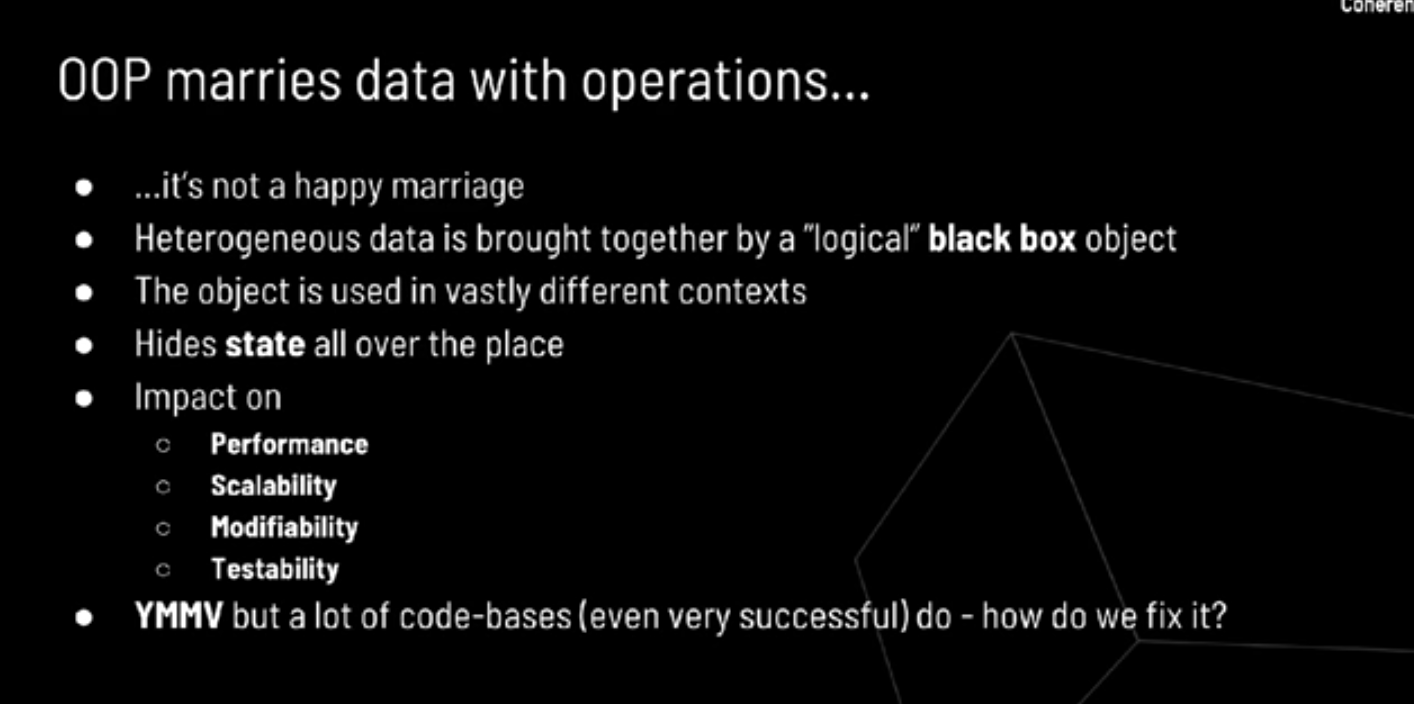 OOP marries data with operations...
● ...it's not a happy marriage
● Heterogeneous data is brought together by a "logical" black box object
● The object is used in vastly different contexts
● Hides state all over the place
● Impact on
○ Performance
○ Scalability
○ Modifiability
○ Testability
● YMMV but a lot of code-bases (even very successful) do - how do we fix it?